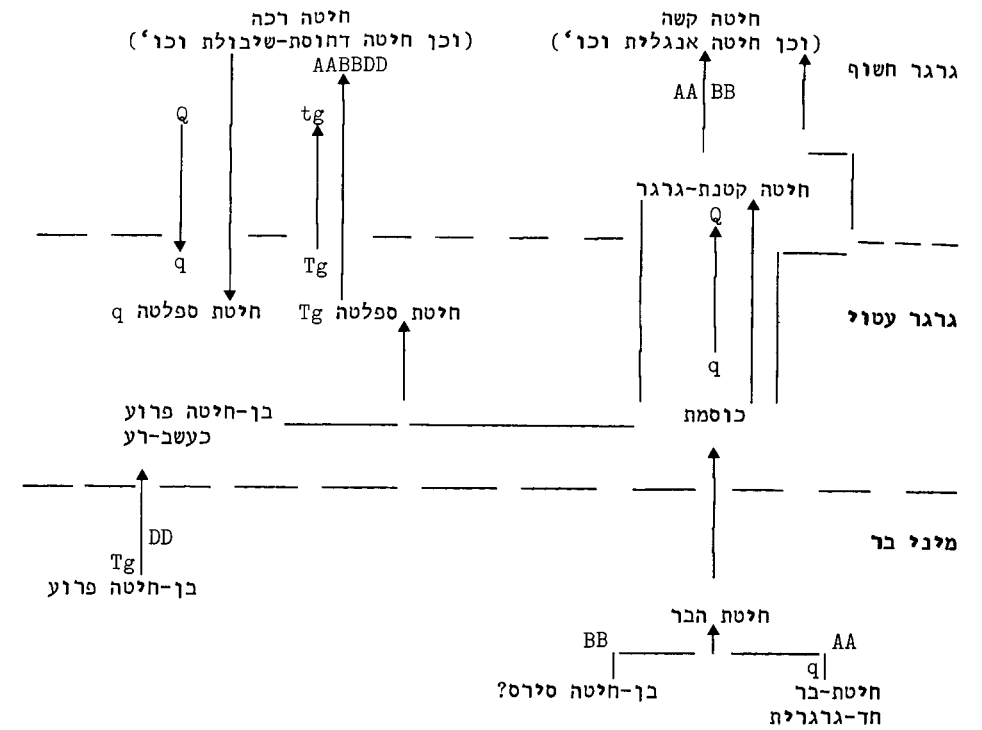 חיטה רכה
(וכן חיטה דחוסת-שיבולת וכו')
AABBDD
חיטה קשה
(וכן חיטה אנגלית וכו')
AA BB
גרגר חשוף
Q
tg
חיטה קטנת-גרגר
Q
q
Tg
חיטת ספלטה q
חיטת ספלטה Tg
גרגר עטוי
q
כוסמת
בן-חיטה פרוע
כעשב-רע
DD
Tg
בן-חיטה פרוע
מיני בר
חיטת הבר
BB
AA
q
בן-חיטה סירס?
חיטת-בר
חד-גרגרית